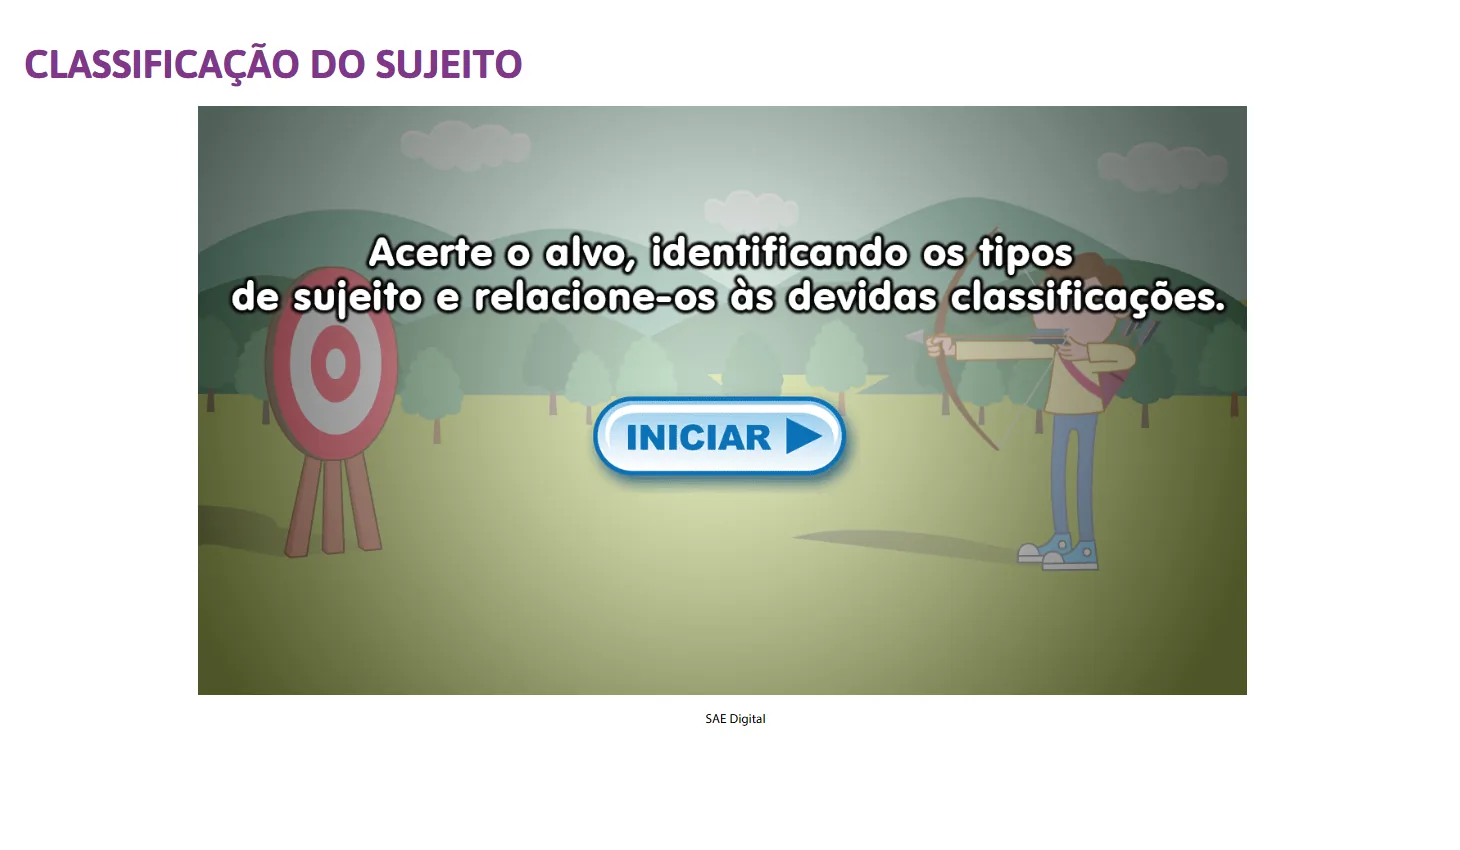 CLASSIFICAÇÃO DO SUJEITO
Acerte o alvo, identificando os tipos
de sujeito e relacione-os às devidas classificações.
INICIAR
SAE Digital